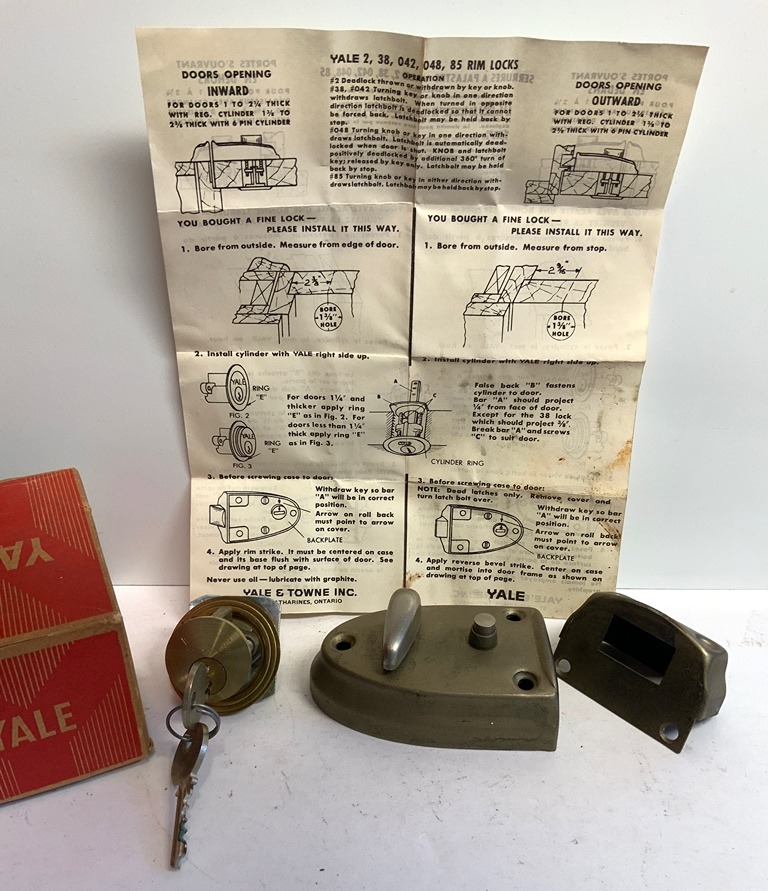 YALE 2, 38, 042, 048, 85 RIM LOCKS
DOORS OPENING
INWARD
FOR DOORS 1 TO 2¼ THICK
WITH REG. CYLINDER 1⅜ TO
2⅝ THICK WITH 6 PIN CYLINDER
OPERATION
#2 Deadlock thrown or withdrawn by key or knob.
#38, #042 Turning key or knob in one direction
withdraws latchbolt. When turned in opposite
direction latchbolt is deadlocked so that it cannot
be forced back. Latchbolt may be held back by
stop.
#048 Turning knob or key in one direction with-
draws latchbolt. Latchbolt is automatically dead-
locked when door is shut. KNOB and latchbolt
positively deadlocked by additional 360° turn of
key; released by key only. Latchbolt may be held
back by stop.
#85 Turning knob or key in either direction with-
draws latchbolt. Latchbolt may be held back by stop.
DOORS OPENING
OUTWARD
FOR DOORS 1 TO 2¼ THICK
WITH REG. CYLINDER 1⅜ TO
2⅝ THICK WITH 6 PIN CYLINDER
YOU BOUGHT A FINE LOCK—
PLEASE INSTALL IT THIS WAY.
1. Bore from outside. Measure from edge of door.
BORE
1⅜"
HOLE
2. Install cylinder with YALE right side up.
YALE
RING
"E"
FIG. 2
YALE
RING
"E"
FIG. 3
For doors 1¼" and
thicker apply ring
"E" as in Fig. 2. For
doors less than 1¼"
thick apply ring "E"
as in Fig. 3.
3. Before screwing case to door:
Withdraw key so bar
"A" will be in correct
position.
Arrow on roll back
must point to arrow
on cover.
BACKPLATE
4. Apply rim strike. It must be centered on case
and its base flush with surface of door. See
drawing at top of page.
Never use oil—lubricate with graphite.
YALE & TOWNE INC.
CATHARINES, ONTARIO
YOU BOUGHT A FINE LOCK—
PLEASE INSTALL IT THIS WAY.
1. Bore from outside. Measure from stop.
BORE
1⅜"
HOLE
2. Install cylinder with YALE right side up.
A
B
C
CYLINDER RING
False back "B" fastens
cylinder to door.
Bar "A" should project
¼" from face of door.
Except for the 38 lock
which should project ⅜".
Break bar "A" and screws
"C" to suit door.
3. Before screwing case to door:
NOTE: Dead latches only. Remove cover and
turn latch bolt over.
Withdraw key so bar
"A" will be in correct
position.
Arrow on roll back
must point to arrow
on cover.
BACKPLATE
4. Apply reverse bevel strike. Center on case
and mortise into door frame as shown on
drawing at top of page.
YALE
YALE
YALE